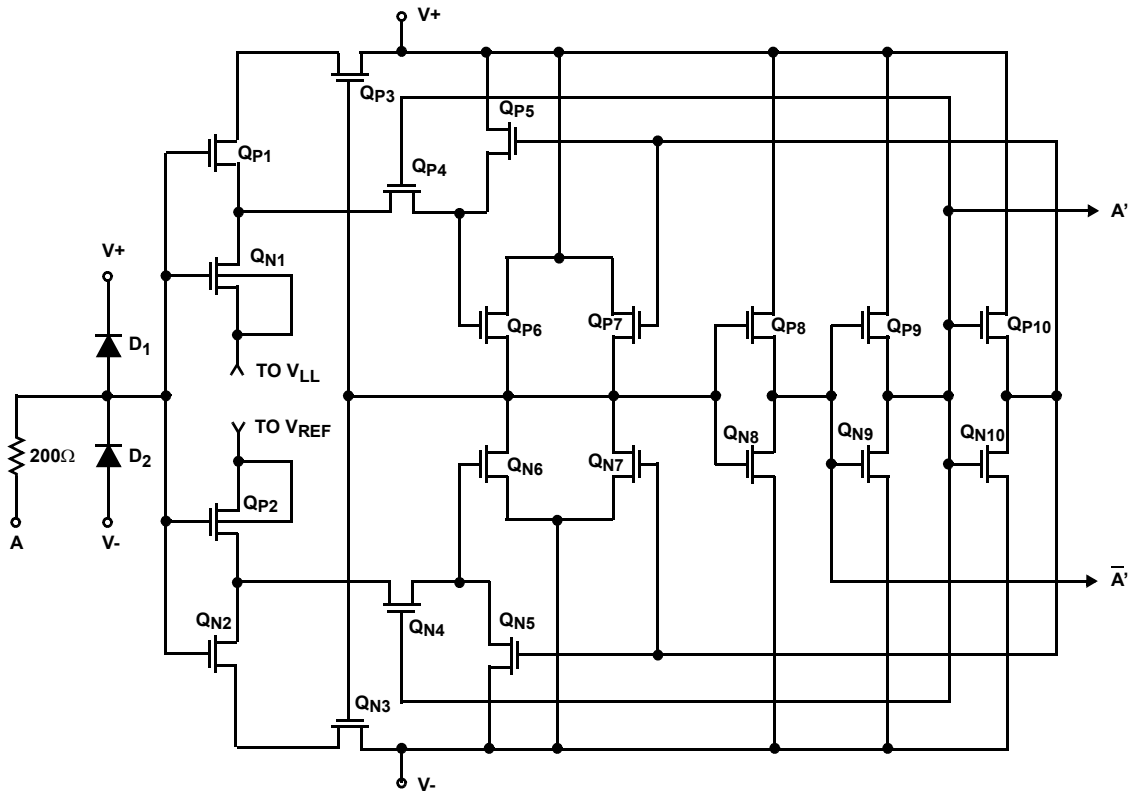 V+
QP3
QP5
QP1
QP4
A'
V+
QN1
D1
QP6
QP7
QP8
QP9
QP10
TO VLL
TO VREF
200Ω
D2
QN6
QN7
QN8
QN9
QN10
QP2
A
V-
A̅'
QN2
QN4
QN5
QN3
V-